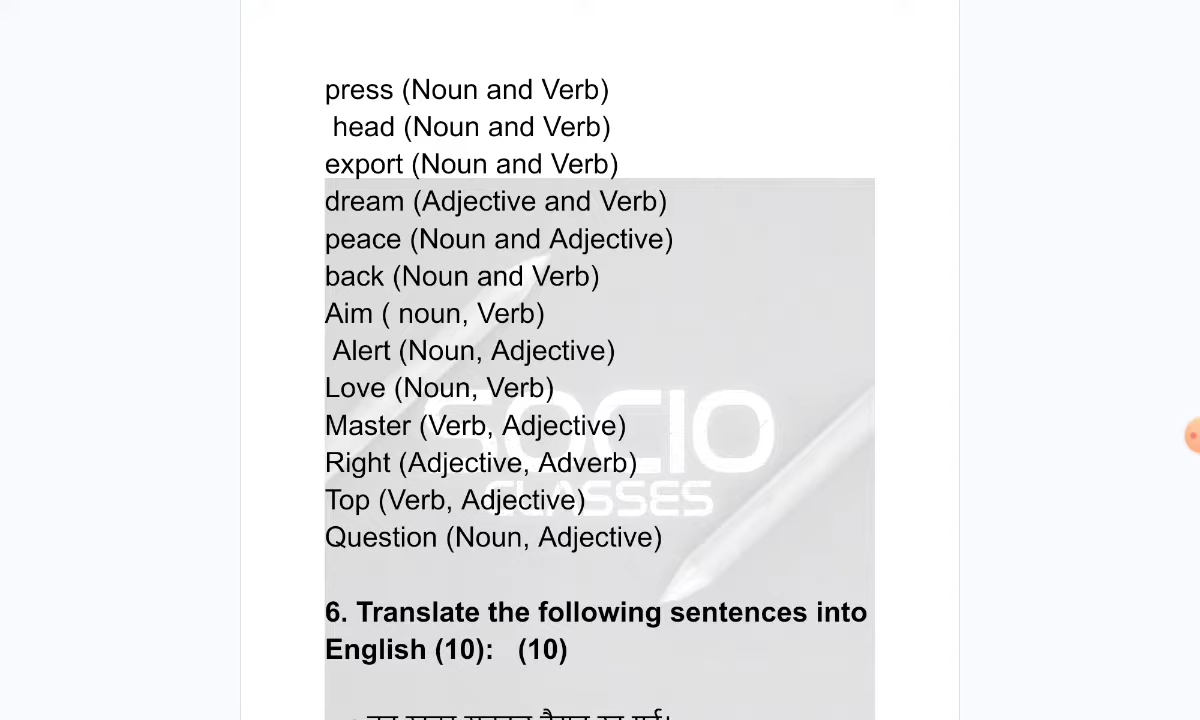 press (Noun and Verb)
head (Noun and Verb)
export (Noun and Verb)
dream (Adjective and Verb)
peace (Noun and Adjective)
back (Noun and Verb)
Aim ( noun, Verb)
Alert (Noun, Adjective)
Love (Noun, Verb)
Master (Verb, Adjective)
Right (Adjective, Adverb)
Top (Verb, Adjective)
Question (Noun, Adjective)
SOCIO
CLASSES
6. Translate the following sentences into
English (10): (10)